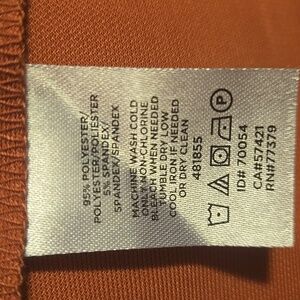 95% POLYESTER/
POLYESTER/POLIESTER
5% SPANDEX/
SPANDEX/SPANDEX
MACHINE WASH COLD
ONLY NON-CHLORINE
BLEACH WHEN NEEDED
TUMBLE DRY LOW
COOL IRON IF NEEDED
OR DRY CLEAN
481855
P
ID# 70054
CA#57421
RN#77379